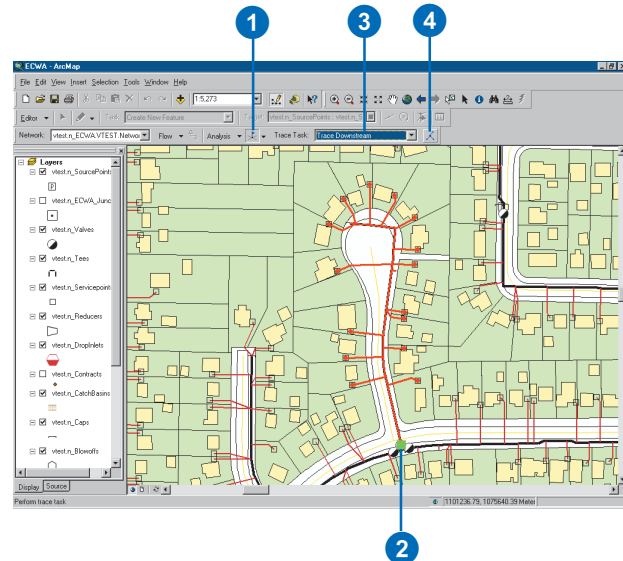 1
3
4
ECWA - ArcMap
File Edit View Insert Selection Tools Window Help
1:5,273
Editor Task: Create New Feature Target: vtest.n_SourcePoints : vtest.n_S
Network: vtest.n_ECWA.VTEST.Networ Flow Analysis Trace Task: Trace Downstream
Layers
vtest.n_SourcePoints
P
vtest.n_ECWA_Junc
vtest.n_Valves
vtest.n_Tees
vtest.n_Servicepoint
vtest.n_Reducers
vtest.n_DropInlets
vtest.n_Contracts
vtest.n_CatchBasins
vtest.n_Caps
vtest.n_Blowoffs
Display Source
Perform trace task
1101236.79, 1075640.39 Meter
2